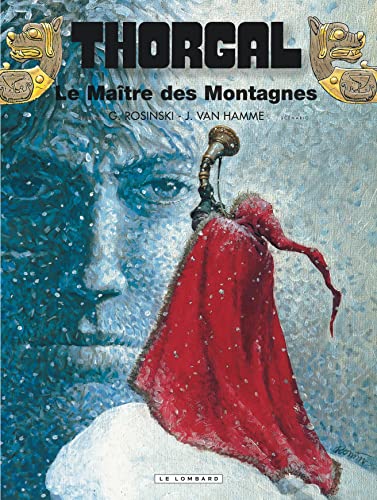 THORGAL
Le Maître des Montagnes
G. ROSINSKI - J. VAN HAMME
LE LOMBARD